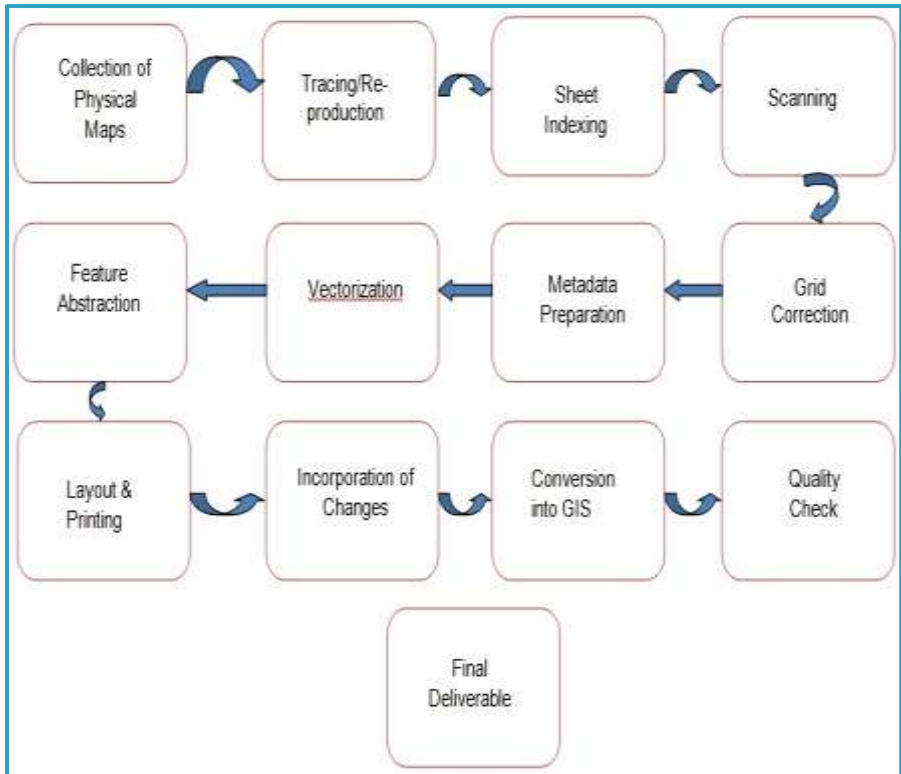 Collection of
Physical
Maps
Tracing/Re-
production
Sheet
Indexing
Scanning
Grid
Correction
Metadada
Preparation
Vectorization
Feature
Abstraction
Layout &
Printing
Incorporation of
Changes
Conversion
into GIS
Quality
Check
Final
Deliverable